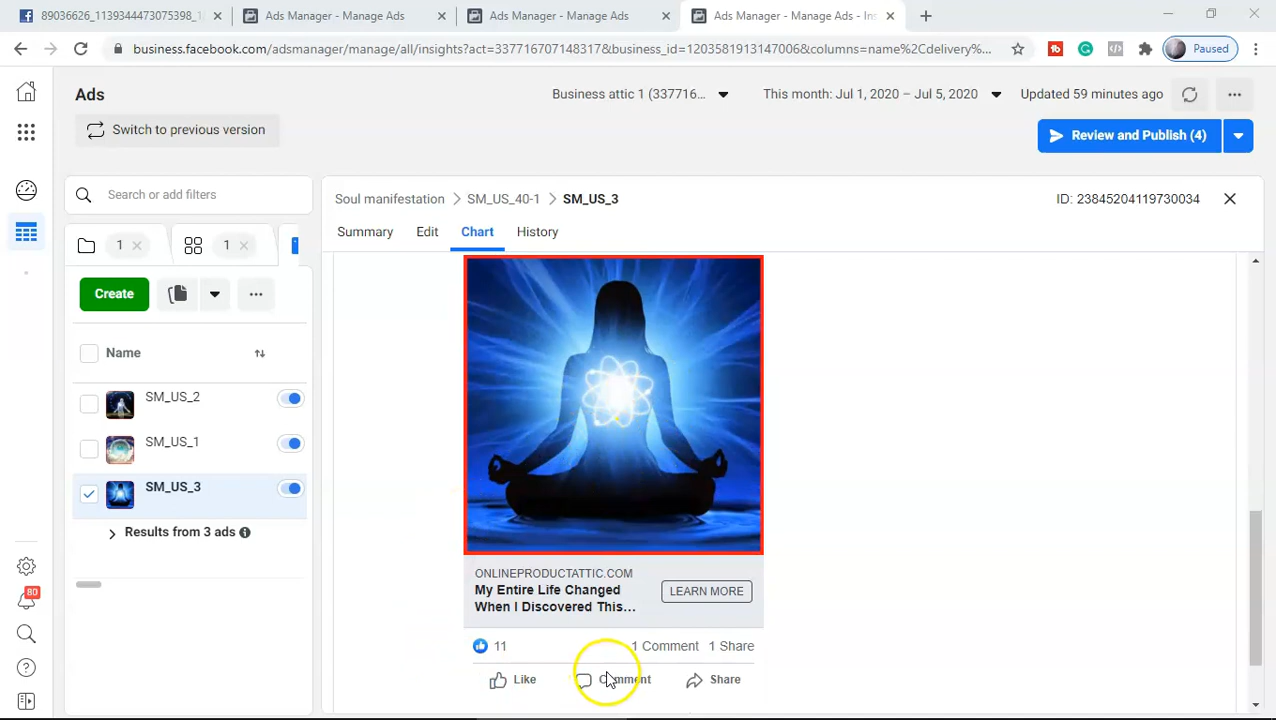 89036626_1139344473075398_1
Ads Manager - Manage Ads
Ads Manager - Manage Ads
Ads Manager - Manage Ads - Ins
business.facebook.com/adsmanager/manage/all/insights?act=337716707148317&business_id=1203581913147006&columns=name%2Cdelivery%2C...
Paused
Ads
Business attic 1 (337716...
This month: Jul 1, 2020 – Jul 5, 2020
Updated 59 minutes ago
Switch to previous version
Review and Publish (4)
Search or add filters
Soul manifestation
SM_US_40-1
SM_US_3
ID: 23845204119730034
Summary
Edit
Chart
History
1
1
Create
Name
SM_US_2
SM_US_1
SM_US_3
Results from 3 ads
ONLINEPRODUCTATTIC.COM
My Entire Life Changed
When I Discovered This...
LEARN MORE
11
1 Comment
1 Share
Like
Comment
Share
80